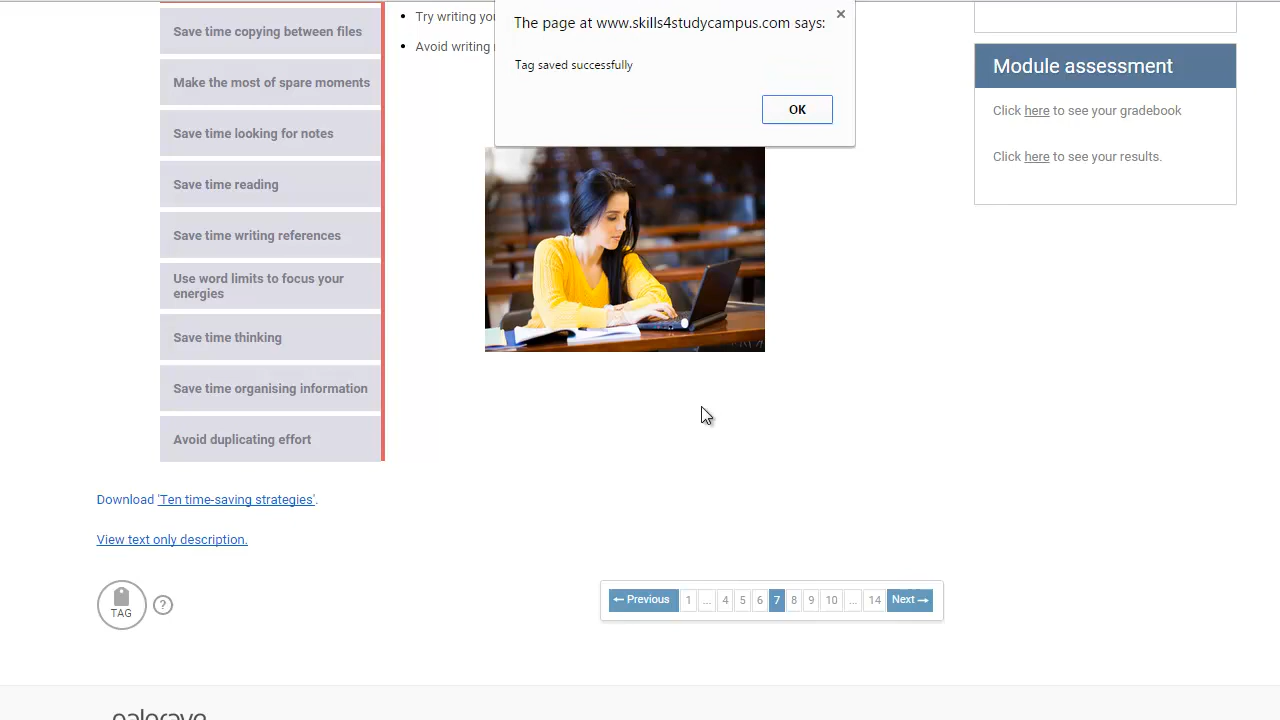 The page at www.skills4studycampus.com says:
Tag saved successfully
OK
Try writing
Avoid writing
Save time copying between files
Make the most of spare moments
Save time looking for notes
Save time reading
Save time writing references
Use word limits to focus your
energies
Save time thinking
Save time organising information
Avoid duplicating effort
Module assessment
Click here to see your gradebook
Click here to see your results.
Download 'Ten time-saving strategies'.
View text only description.
TAG
?
← Previous 1 ... 4 5 6 7 8 9 10 ... 14 Next →